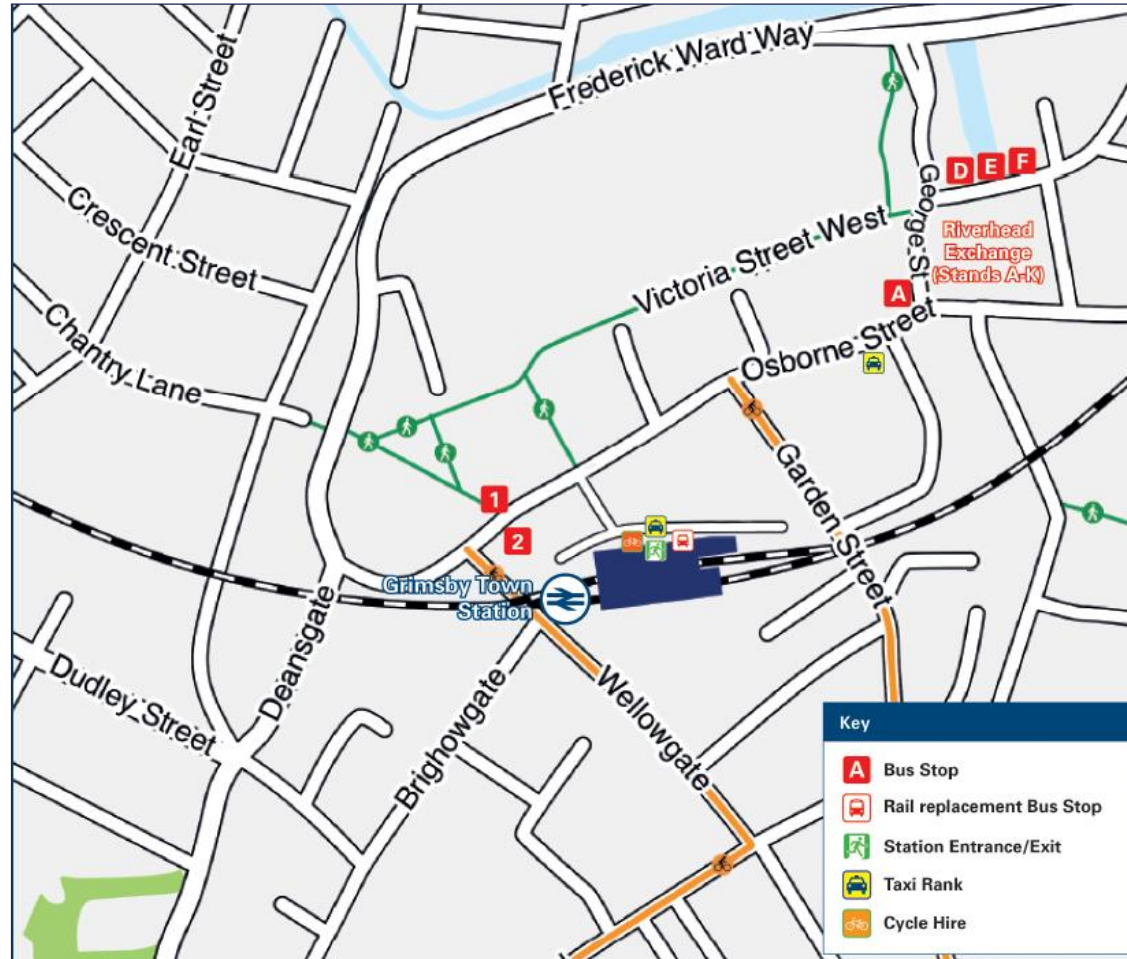 Frederick Ward Way
Earl Street
D
E
F
George St
Crescent Street
Victoria Street West
Riverhead
Exchange
(Stands A-K)
A
Chantry Lane
Osborne Street
Garden Street
1
2
Grimsby Town
Station
Deansgate
Dudley Street
Brighowgate
Wellowgate
Key
A Bus Stop
Rail replacement Bus Stop
Station Entrance/Exit
Taxi Rank
Cycle Hire